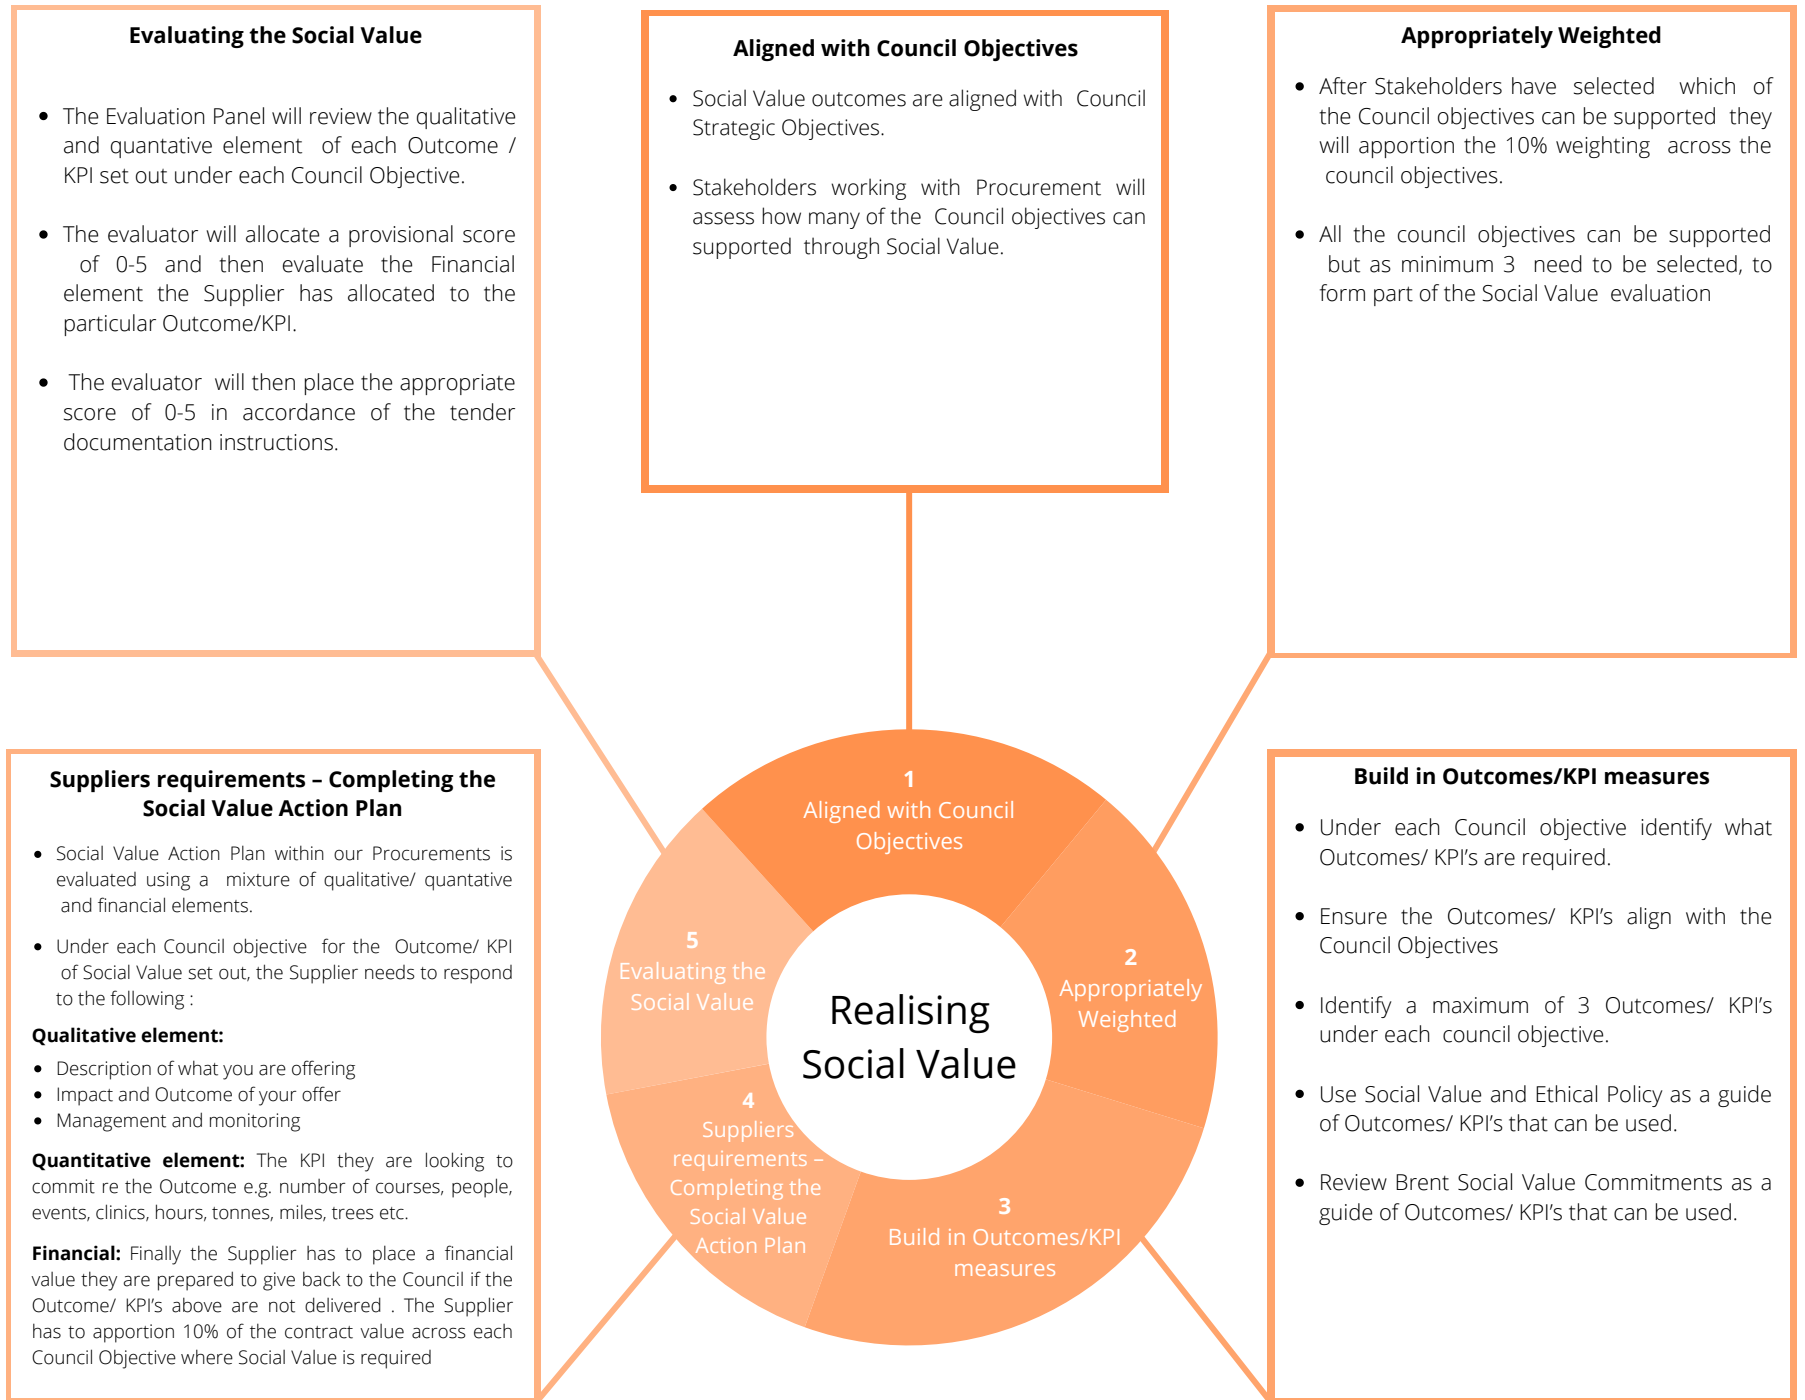 Evaluating the Social Value
• The Evaluation Panel will review the qualitative
and quantative element of each Outcome /
KPI set out under each Council Objective.
• The evaluator will allocate a provisional score
of 0-5 and then evaluate the Financial
element the Supplier has allocated to the
particular Outcome/KPI.
• The evaluator will then place the appropriate
score of 0-5 in accordance of the tender
documentation instructions.
Aligned with Council Objectives
• Social Value outcomes are aligned with Council
Strategic Objectives.
• Stakeholders working with Procurement will
assess how many of the Council objectives can
supported through Social Value.
Appropriately Weighted
• After Stakeholders have selected which of
the Council objectives can be supported they
will apportion the 10% weighting across the
council objectives.
• All the council objectives can be supported
but as minimum 3 need to be selected, to
form part of the Social Value evaluation
Suppliers requirements – Completing the
Social Value Action Plan
• Social Value Action Plan within our Procurements is
evaluated using a mixture of qualitative/ quantative
and financial elements.
• Under each Council objective for the Outcome/ KPI
of Social Value set out, the Supplier needs to respond
to the following :
Qualitative element:
• Description of what you are offering
• Impact and Outcome of your offer
• Management and monitoring
Quantitative element: The KPI they are looking to
commit re the Outcome e.g. number of courses, people,
events, clinics, hours, tonnes, miles, trees etc.
Financial: Finally the Supplier has to place a financial
value they are prepared to give back to the Council if the
Outcome/ KPI's above are not delivered . The Supplier
has to apportion 10% of the contract value across each
Council Objective where Social Value is required
1
Aligned with Council
Objectives
2
Appropriately
Weighted
3
Build in Outcomes/KPI
measures
4
Suppliers
requirements –
Completing the
Social Value
Action Plan
5
Evaluating the
Social Value
Realising
Social Value
Build in Outcomes/KPI measures
• Under each Council objective identify what
Outcomes/ KPI's are required.
• Ensure the Outcomes/ KPI's align with the
Council Objectives
• Identify a maximum of 3 Outcomes/ KPI's
under each council objective.
• Use Social Value and Ethical Policy as a guide
of Outcomes/ KPI's that can be used.
• Review Brent Social Value Commitments as a
guide of Outcomes/ KPI's that can be used.